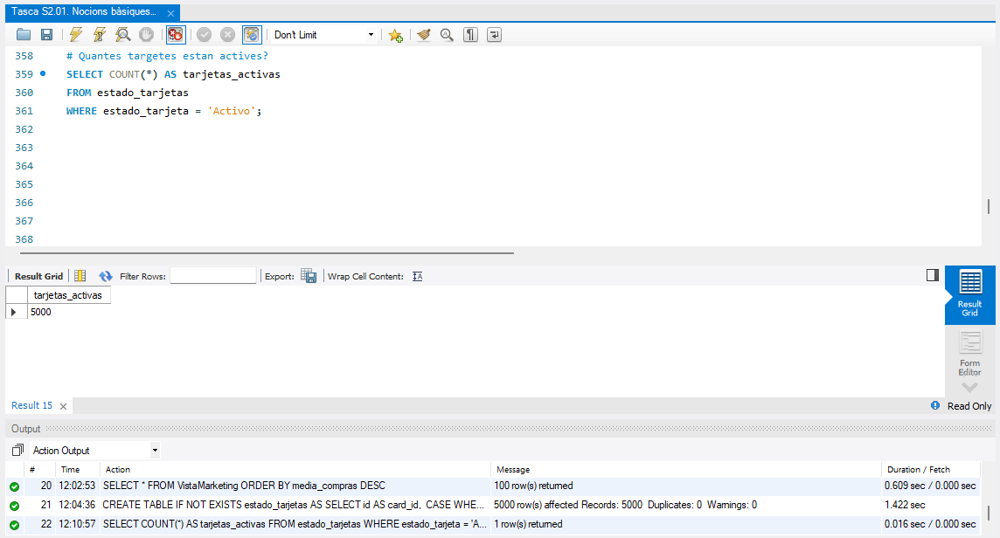 Tasca S2.01. Nocions bàsiques...
Don't Limit
358 # Quantes targetes estan actives?
359 SELECT COUNT(*) AS tarjetas_activas
360 FROM estado_tarjetas
361 WHERE estado_tarjeta = 'Activo';
362
363
364
365
366
367
368
Result Grid Filter Rows: Export: Wrap Cell Content:
tarjetas_activas
5000
Result Grid
Form Editor
Result 15
Read Only
Output
Action Output
# Time Action Message Duration / Fetch
20 12:02:53 SELECT * FROM VistaMarketing ORDER BY media_compras DESC 100 row(s) returned 0.609 sec / 0.000 sec
21 12:04:36 CREATE TABLE IF NOT EXISTS estado_tarjetas AS SELECT id AS card_id, CASE WHE... 5000 row(s) affected Records: 5000 Duplicates: 0 Warnings: 0 1.422 sec
22 12:10:57 SELECT COUNT(*) AS tarjetas_activas FROM estado_tarjetas WHERE estado_tarjeta = 'A... 1 row(s) returned 0.016 sec / 0.000 sec